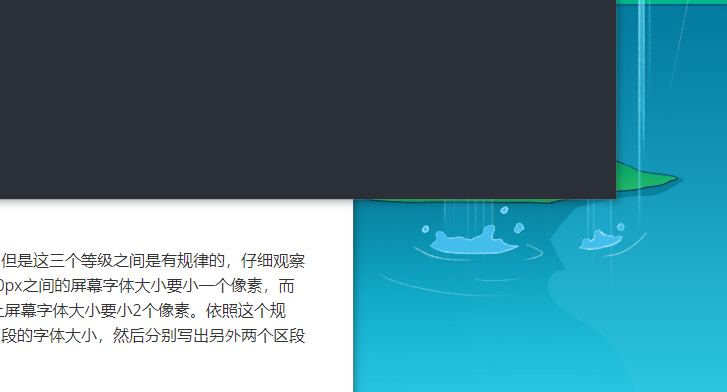 但是这三个等级之间是有规律的，仔细观察
0px之间的屏幕字体大小要小一个像素，而
上屏幕字体大小要小2个像素。依照这个规
段的字体大小，然后分别写出另外两个区段